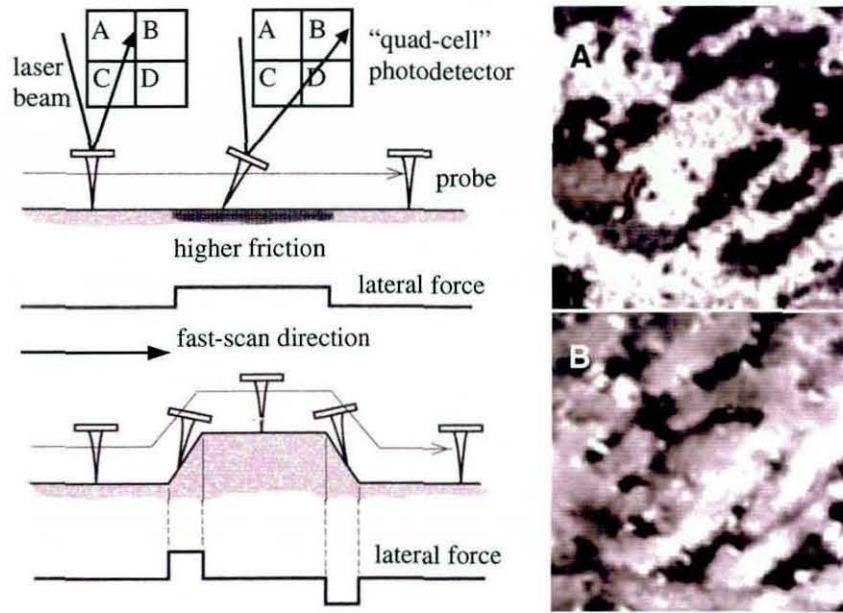 A B
C D
A B
C D
"quad-cell"
photodetector
laser
beam
probe
higher friction
lateral force
fast-scan direction
lateral force
A
B